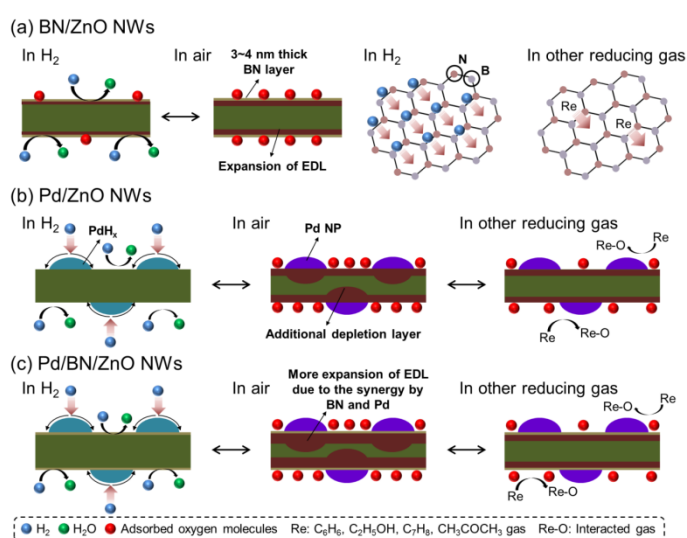 (a) BN/ZnO NWs
In H₂
In air
3~4 nm thick
BN layer
Expansion of EDL
In H₂
N
B
In other reducing gas
Re
Re
(b) Pd/ZnO NWs
In H₂
PdHₓ
In air
Pd NP
Additional depletion layer
In other reducing gas
Re-O
Re
Re
Re-O
(c) Pd/BN/ZnO NWs
In H₂
In air
More expansion of EDL
due to the synergy by
BN and Pd
In other reducing gas
Re-O
Re
Re
Re-O
H₂ H₂O Adsorbed oxygen molecules Re: C₆H₆, C₂H₅OH, C₇H₈, CH₃COCH₃ gas Re-O: Interacted gas